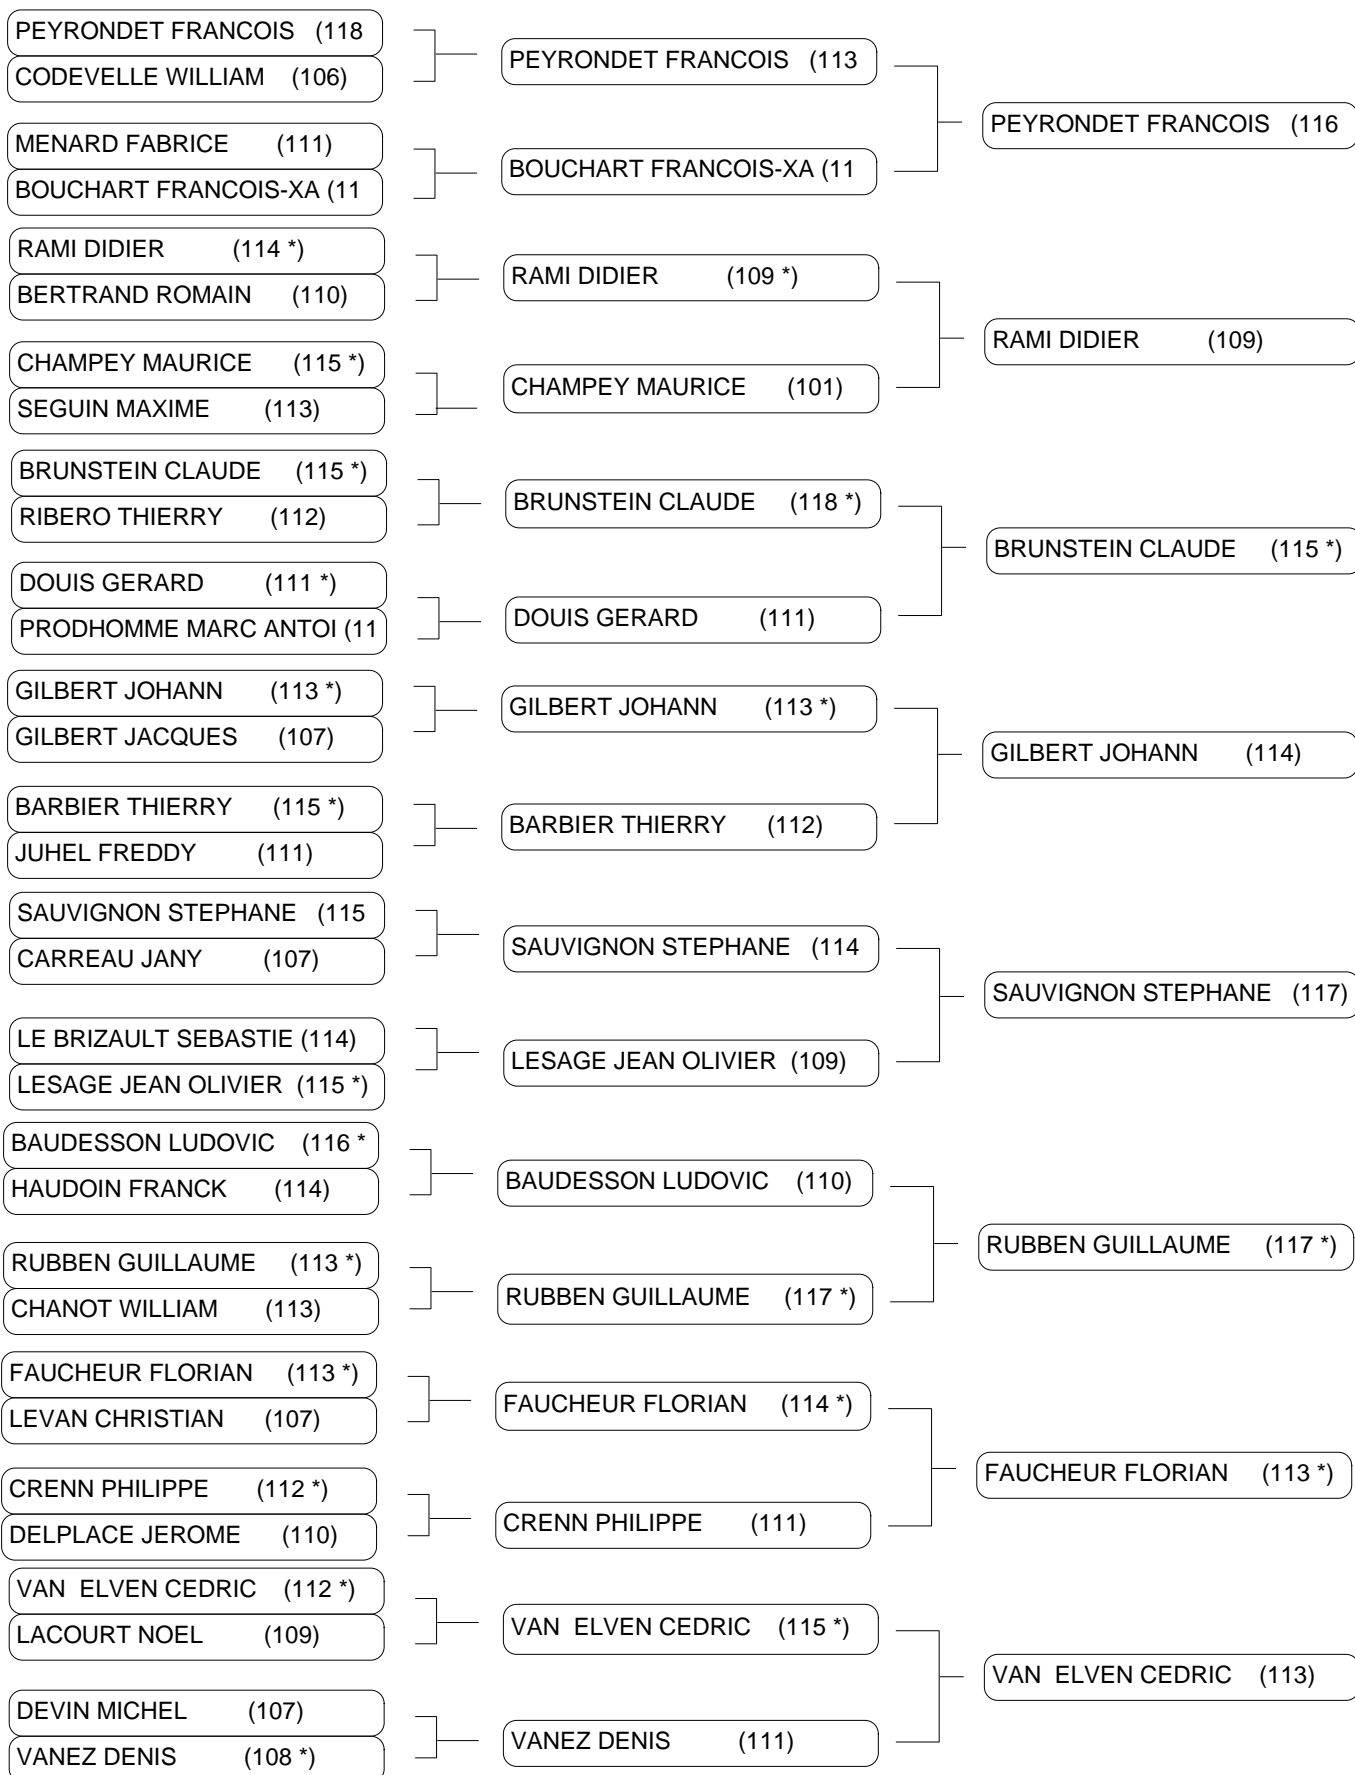 PEYRONDET FRANCOIS (118
CODEVELLE WILLIAM (106)
MENARD FABRICE (111)
BOUCHART FRANCOIS-XA (11
RAMI DIDIER (114 *)
BERTRAND ROMAIN (110)
CHAMPEY MAURICE (115 *)
SEGUIN MAXIME (113)
BRUNSTEIN CLAUDE (115 *)
RIBERO THIERRY (112)
DOUIS GERARD (111 *)
PRODHOMME MARC ANTOI (11
GILBERT JOHANN (113 *)
GILBERT JACQUES (107)
BARBIER THIERRY (115 *)
JUHEL FREDDY (111)
SAUVIGNON STEPHANE (115
CARREAU JANY (107)
LE BRIZAULT SEBASTIE (114)
LESAGE JEAN OLIVIER (115 *)
BAUDESSON LUDOVIC (116 *
HAUDOIN FRANCK (114)
RUBBEN GUILLAUME (113 *)
CHANOT WILLIAM (113)
FAUCHEUR FLORIAN (113 *)
LEVAN CHRISTIAN (107)
CRENN PHILIPPE (112 *)
DELPLACE JEROME (110)
VAN  ELVEN CEDRIC (112 *)
LACOURT NOEL (109)
DEVIN MICHEL (107)
VANEZ DENIS (108 *)
PEYRONDET FRANCOIS (113
BOUCHART FRANCOIS-XA (11
RAMI DIDIER (109 *)
CHAMPEY MAURICE (101)
BRUNSTEIN CLAUDE (118 *)
DOUIS GERARD (111)
GILBERT JOHANN (113 *)
BARBIER THIERRY (112)
SAUVIGNON STEPHANE (114
LESAGE JEAN OLIVIER (109)
BAUDESSON LUDOVIC (110)
RUBBEN GUILLAUME (117 *)
FAUCHEUR FLORIAN (114 *)
CRENN PHILIPPE (111)
VAN  ELVEN CEDRIC (115 *)
VANEZ DENIS (111)
PEYRONDET FRANCOIS (116
RAMI DIDIER (109)
BRUNSTEIN CLAUDE (115 *)
GILBERT JOHANN (114)
SAUVIGNON STEPHANE (117)
RUBBEN GUILLAUME (117 *)
FAUCHEUR FLORIAN (113 *)
VAN  ELVEN CEDRIC (113)